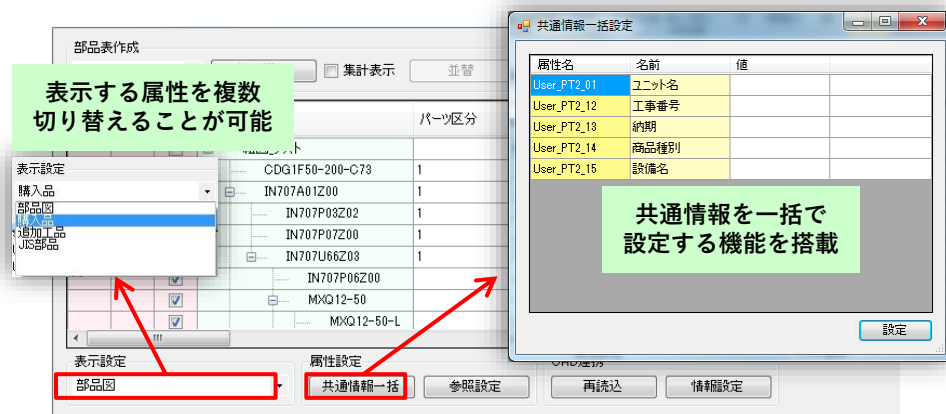 部品表作成
集計表示
並替
表示する属性を複数
切り替えることが可能
パーツ区分
CDG1F50-200-C73
1
IN707A01Z00
1
IN707P03Z02
1
IN707P07Z00
1
IN707U66Z03
1
IN707P06Z00
MXQ12-50
MXQ12-50-L
表示設定
購入品
部品図
購入品
追加工品
JIS部品
表示設定
部品図
属性設定
共通情報一括
参照設定
再読込
情報設定
共通情報一括設定
属性名 名前 値
User_PT2_01 ユニット名
User_PT2_12 工事番号
User_PT2_13 納期
User_PT2_14 商品種別
User_PT2_15 設備名
共通情報を一括で
設定する機能を搭載
設定